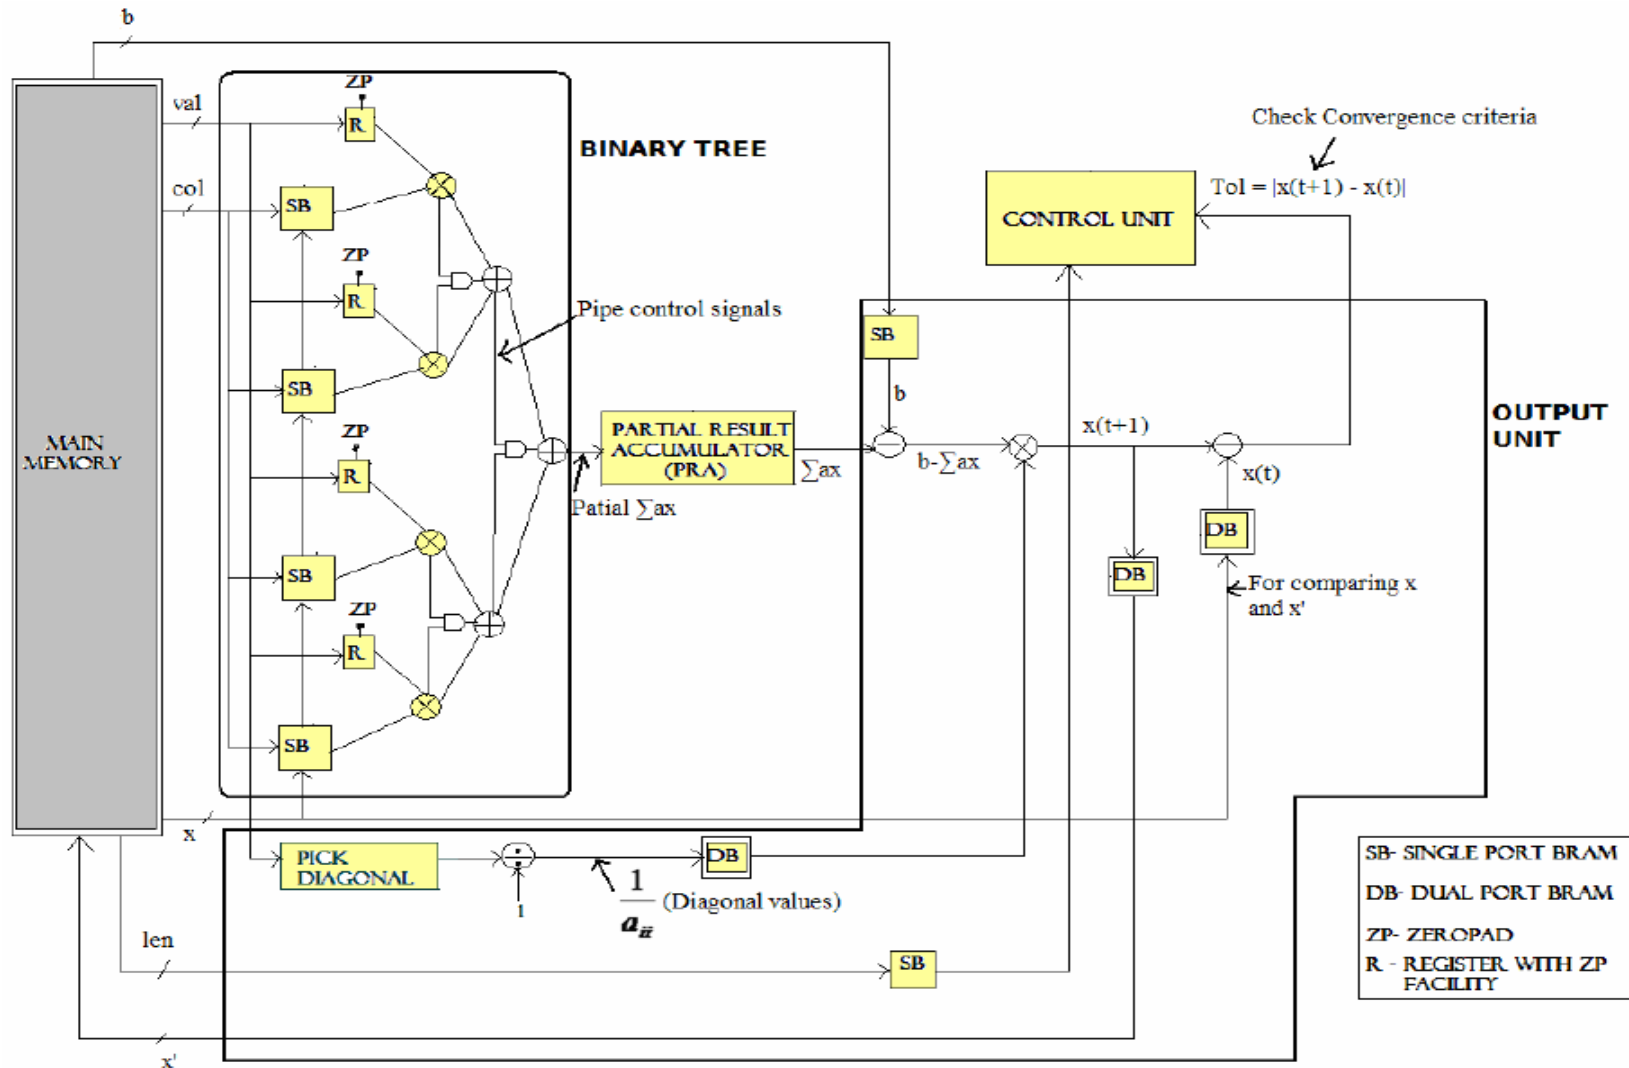 b
val
col
ZP
R
SB
ZP
R
SB
ZP
R
SB
ZP
R
SB
BINARY TREE
MAIN
MEMORY
Pipe control signals
PARTIAL RESULT
ACCUMULATOR
(PRA)
Patial ∑ax
∑ax
SB
b
b-∑ax
Check Convergence criteria
Tol = |x(t+1) - x(t)|
CONTROL UNIT
x(t+1)
x(t)
DB
DB
For comparing x
and x'
OUTPUT
UNIT
x
PICK
DIAGONAL
1
1
a_ii
(Diagonal values)
DB
len
SB
x'
SB- SINGLE PORT BRAM
DB- DUAL PORT BRAM
ZP- ZEROPAD
R - REGISTER WITH ZP
FACILITY